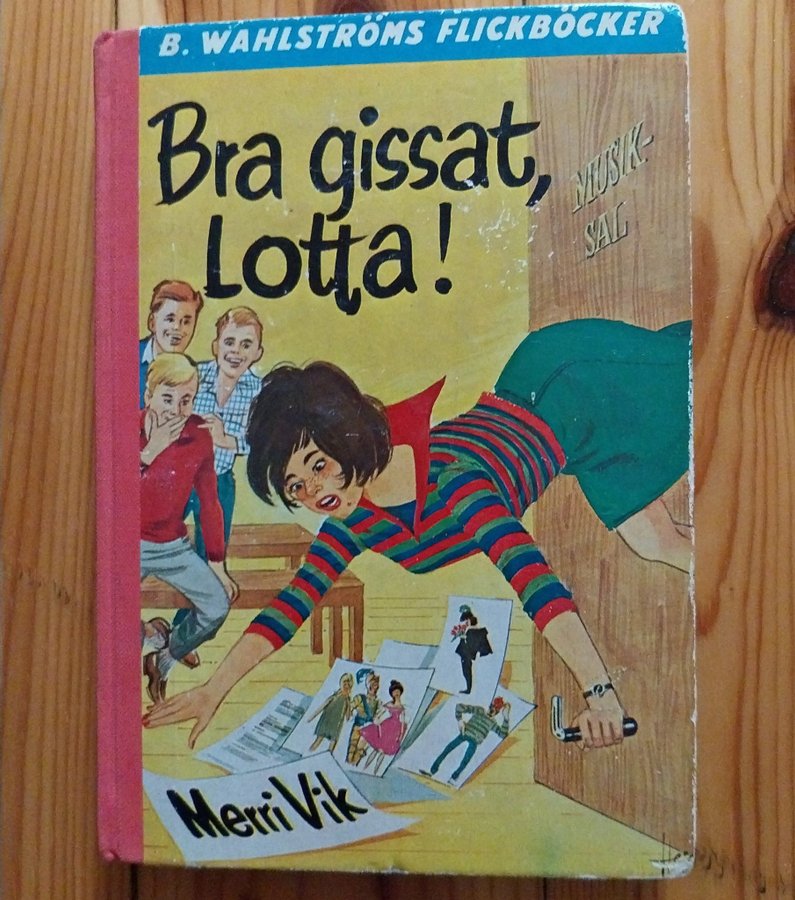 B. WAHLSTRÖMS FLICKBÖCKER
Bra gissat,
Lotta!
MUSIK-
SAL
Merri Vik